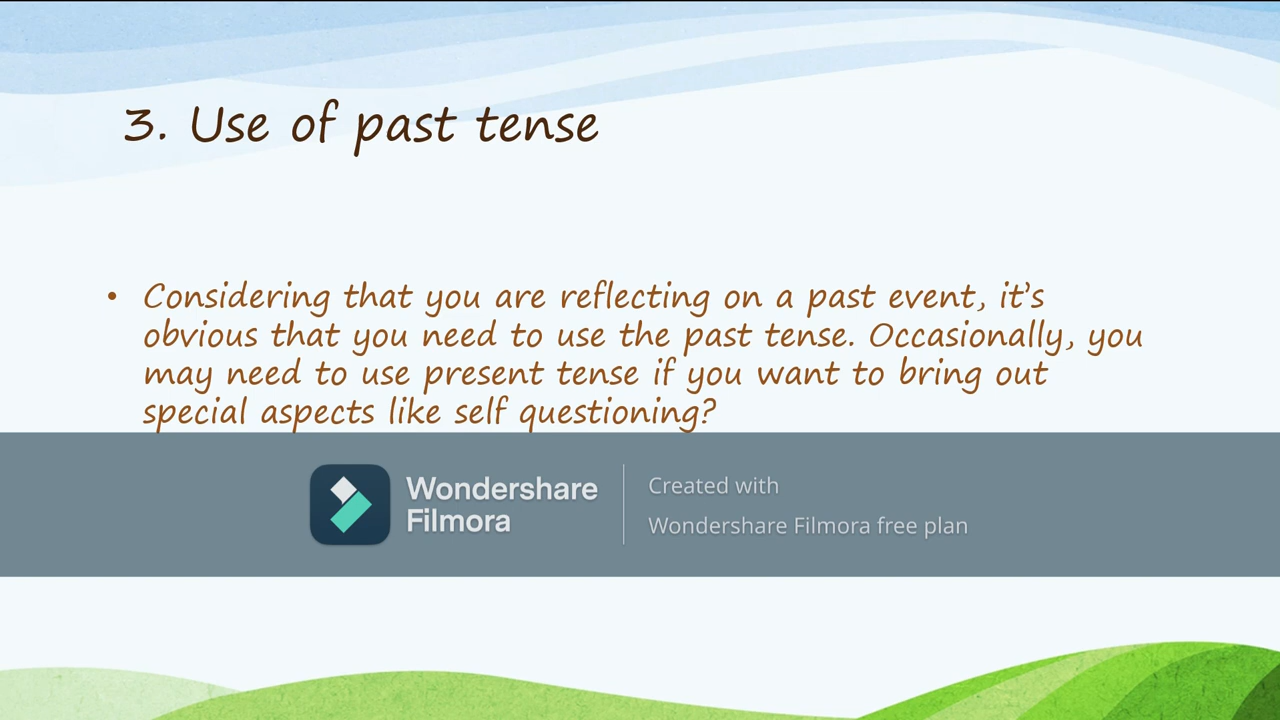 3. Use of past tense
• Considering that you are reflecting on a past event, it’s
obvious that you need to use the past tense. Occasionally, you
may need to use present tense if you want to bring out
special aspects like self questioning?
Wondershare
Filmora
Created with
Wondershare Filmora free plan